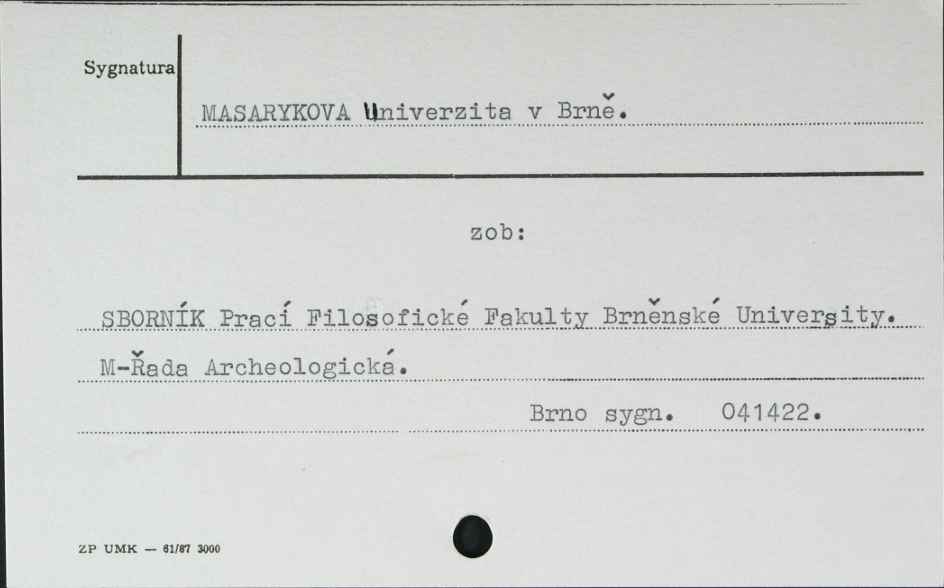 Sygnatura
MASARYKOVA Univerzita v Brně.
zob:
SBORNÍK Prací Filosofické Fakulty Brněnské University.
M-Řada Archeologická.
Brno sygn. 041422.
ZP UMK — 61/87 3000